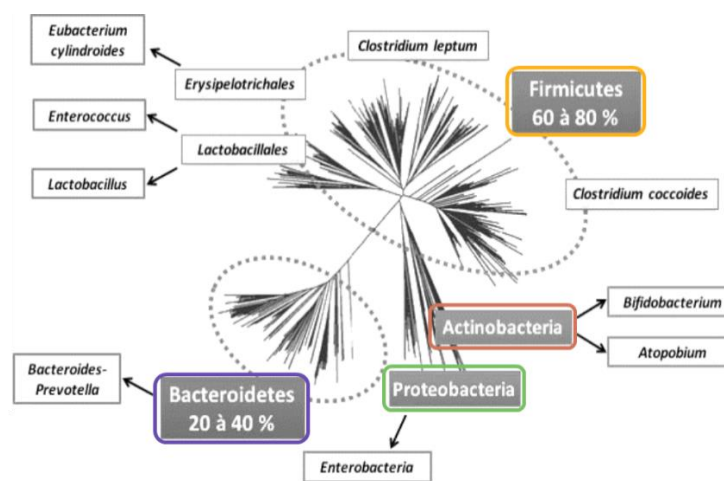 Eubacterium
cylindroides
Clostridium leptum
Erysipelotrichales
Firmicutes
60 à 80 %
Enterococcus
Lactobacillales
Lactobacillus
Clostridium coccoides
Bifidobacterium
Actinobacteria
Atopobium
Bacteroides-
Prevotella
Bacteroidetes
20 à 40 %
Proteobacteria
Enterobacteria